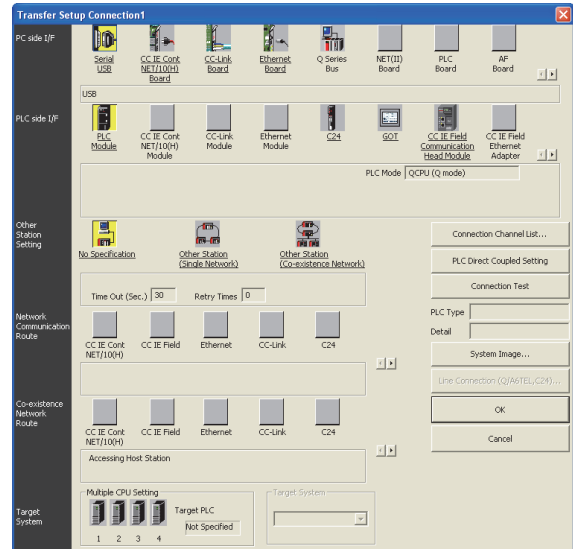 Transfer Setup Connection1
PC side I/F
Serial
USB
CC IE Cont
NET/10(H)
Board
CC-Link
Board
Ethernet
Board
Q Series
Bus
NET(II)
Board
PLC
Board
AF
Board
USB
PLC side I/F
PLC
Module
CC IE Cont
NET/10(H)
Module
CC-Link
Module
Ethernet
Module
C24
GOT
CC IE Field
Communication
Head Module
CC IE Field
Ethernet
Adapter
PLC Mode QCPU (Q mode)
Other
Station
Setting
No Specification
Other Station
(Single Network)
Other Station
(Co-existence Network)
Time Out (Sec.) 30 Retry Times 0
Connection Channel List...
PLC Direct Coupled Setting
Connection Test
PLC Type
Detail
System Image...
Line Connection (Q/A6TEL,C24)...
OK
Cancel
Network
Communication
Route
CC IE Cont
NET/10(H)
CC IE Field
Ethernet
CC-Link
C24
Co-existence
Network
Route
CC IE Cont
NET/10(H)
CC IE Field
Ethernet
CC-Link
C24
Accessing Host Station
Target
System
Multiple CPU Setting
1 2 3 4
Target PLC
Not Specified
Target System